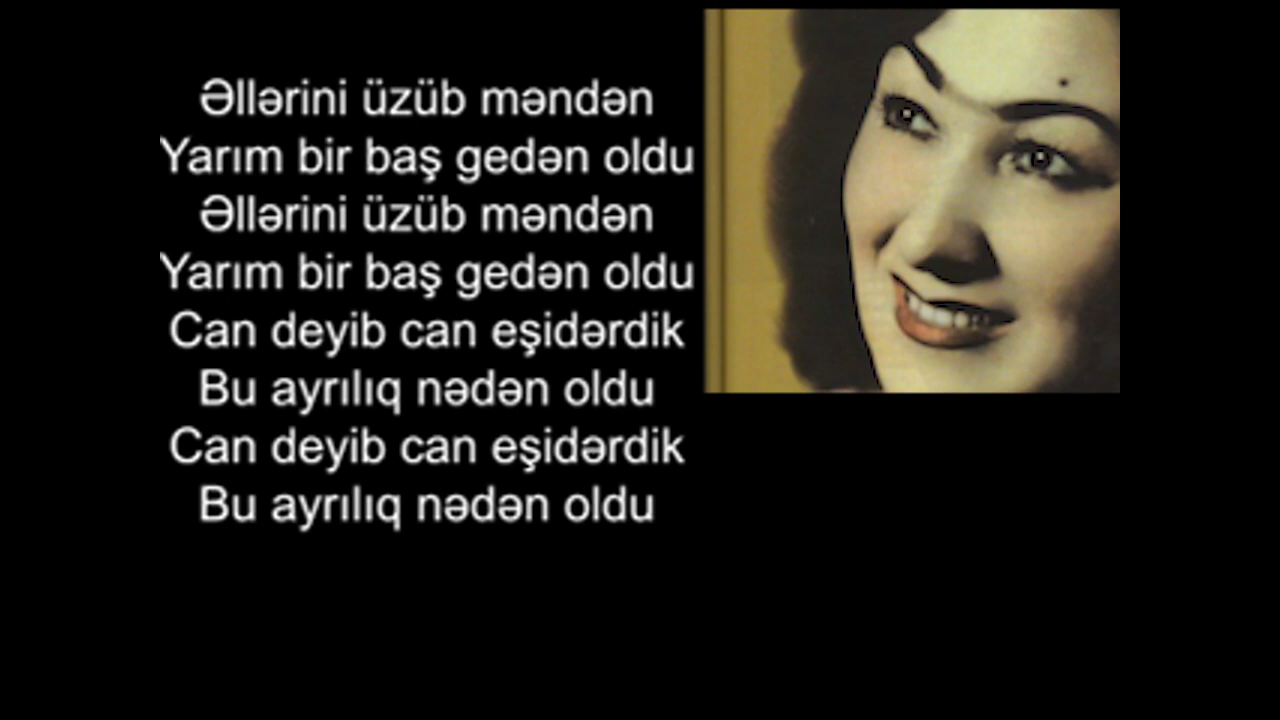 Əllərini üzüb məndən
Yarım bir baş gedən oldu
Əllərini üzüb məndən
Yarım bir baş gedən oldu
Can deyib can eşidərdik
Bu ayrılıq nədən oldu
Can deyib can eşidərdik
Bu ayrılıq nədən oldu